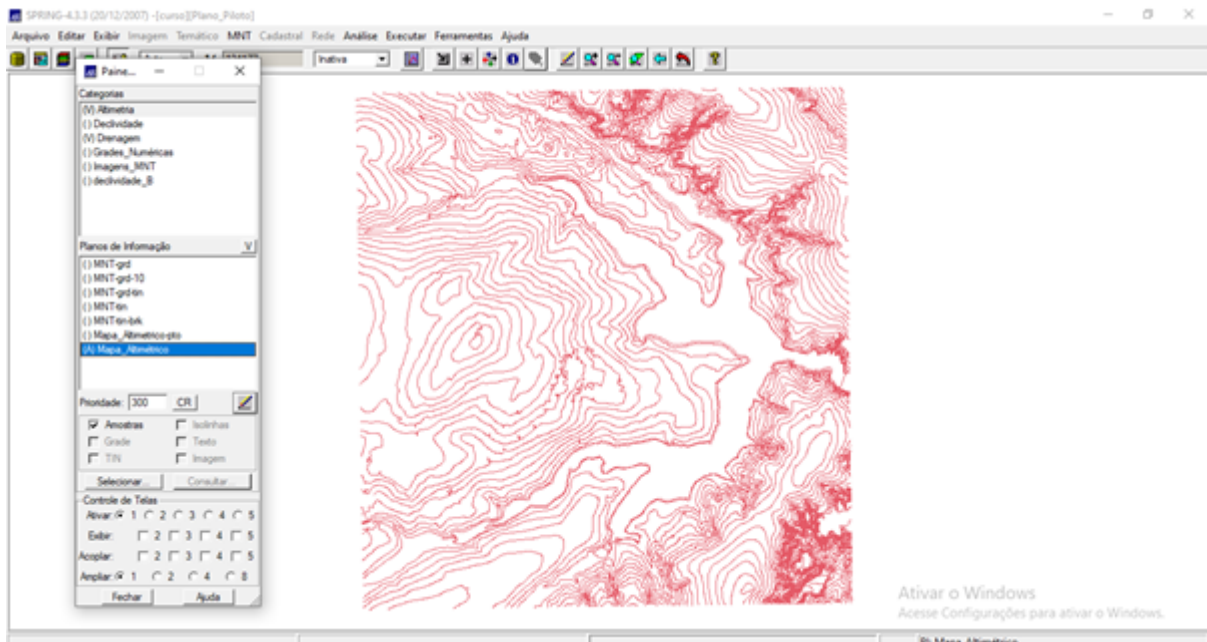 SPRING-4.3.3 (20/12/2007) -[curso][Plano_Piloto]
Arquivo Editar Exibir Imagem Temático MNT Cadastral Rede Análise Executar Ferramentas Ajuda
Inativa
Paine...
Categorias
(V) Altimetria
( ) Declividade
(V) Drenagem
( ) Grades_Numéricas
( ) Imagens_MNT
( ) declividade_B
Planos de Informação V
( ) MNT-grd
( ) MNT-grd-10
( ) MNT-grd-tin
( ) MNT-tin
( ) MNT-tin-brk
( ) Mapa_Altimetrico-pto
(A) Mapa_Altimétrico
Prioridade: 300 CR
Amostras Isolinhas
Grade Texto
TIN Imagem
Selecionar... Consultar...
Controle de Telas
Ativar: 1 2 3 4 5
Exibir: 2 3 4 5
Acoplar: 2 3 4 5
Ampliar: 1 2 4 8
Fechar Ajuda
Ativar o Windows
Acesse Configurações para ativar o Windows.
Mapa_Altimétrico